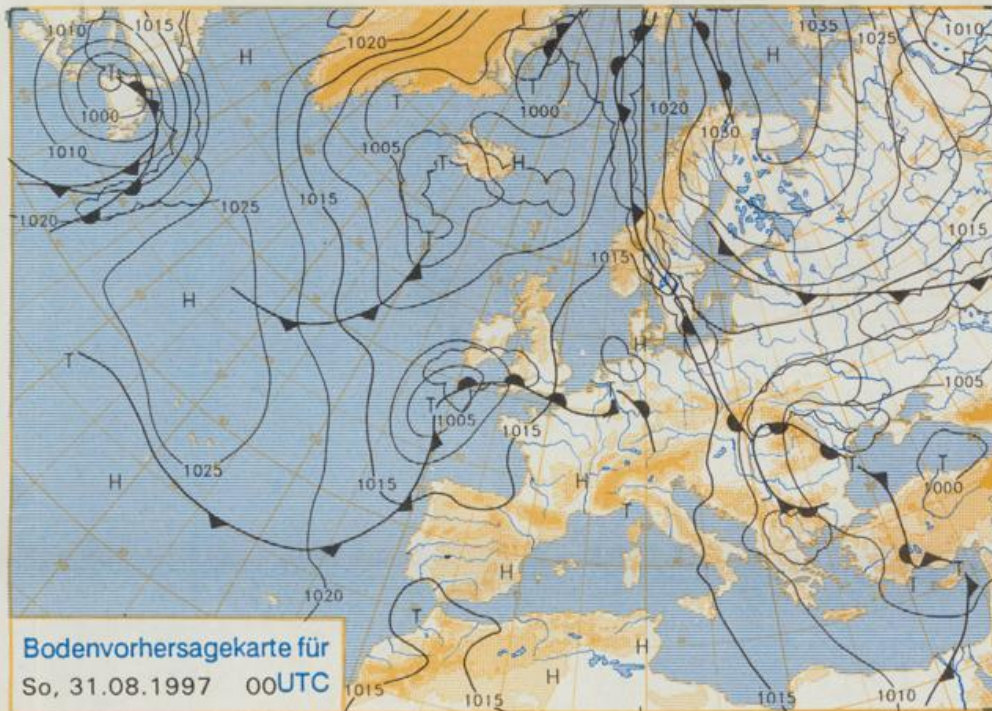 1010 1015 1020 1035 1025 1010
H H
T T T
1000 1000 1020
1030
1010 1005 T H
1020 1025 1015 1015
1015
H
T H
T 1005
T
1005 1015
1025 1015 T T
H H 1000
T
1020 H T T
T
H H
Bodenvorhersagekarte für
So, 31.08.1997 00UTC
1015 1015 1015 1010